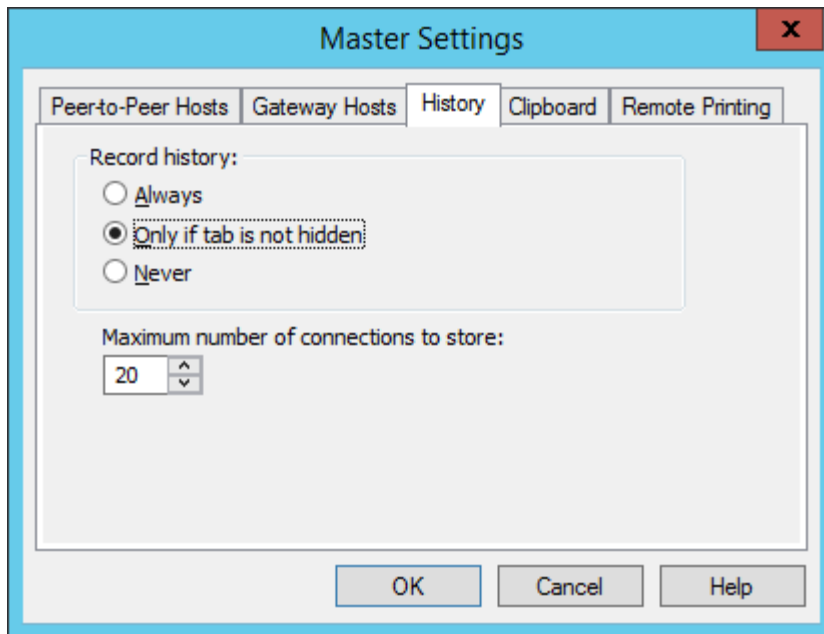 Master Settings
x
Peer-to-Peer Hosts Gateway Hosts History Clipboard Remote Printing
Record history:
Always
Only if tab is not hidden
Never
Maximum number of connections to store:
20
OK Cancel Help